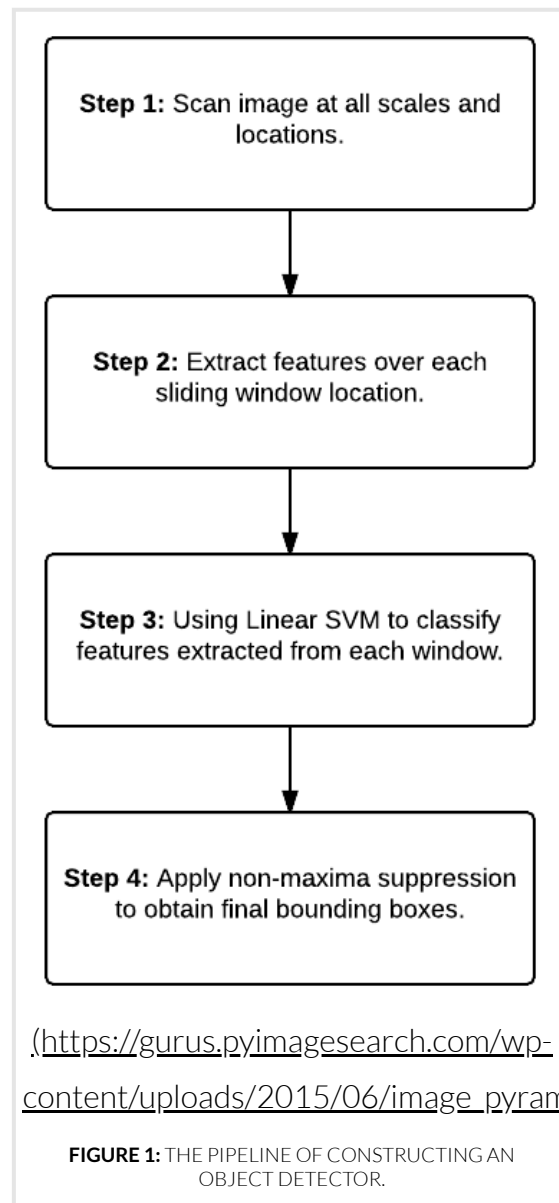 Step 1: Scan image at all scales and
locations.
Step 2: Extract features over each
sliding window location.
Step 3: Using Linear SVM to classify
features extracted from each window.
Step 4: Apply non-maxima suppression
to obtain final bounding boxes.
(https://gurus.pyimagesearch.com/wp-
content/uploads/2015/06/image_pyram
FIGURE 1: THE PIPELINE OF CONSTRUCTING AN
OBJECT DETECTOR.